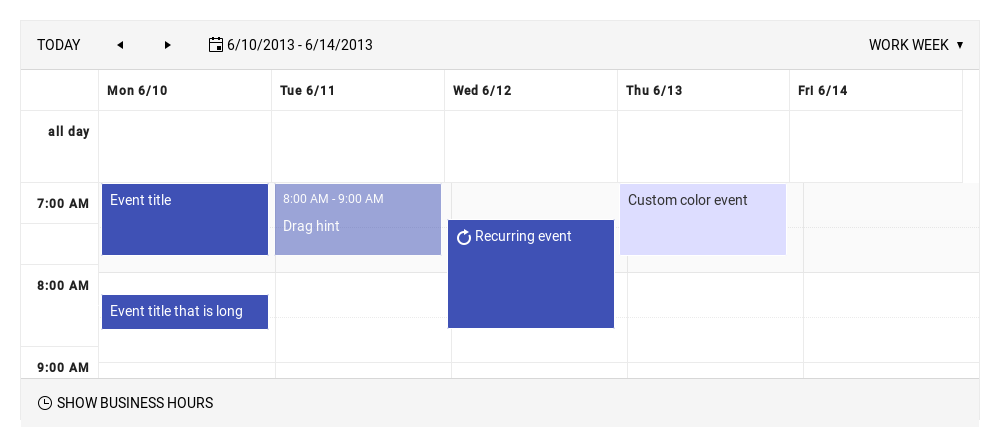 TODAY
6/10/2013 - 6/14/2013
WORK WEEK
Mon 6/10
Tue 6/11
Wed 6/12
Thu 6/13
Fri 6/14
all day
7:00 AM
Event title
8:00 AM - 9:00 AM
Drag hint
Recurring event
Custom color event
8:00 AM
Event title that is long
9:00 AM
SHOW BUSINESS HOURS